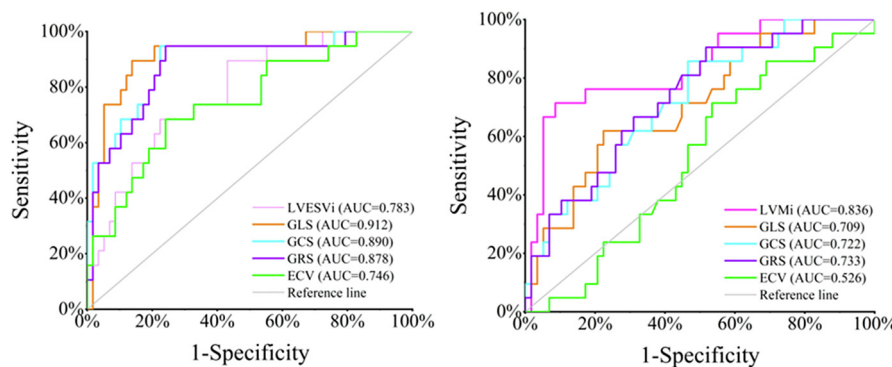 100%
80%
60%
40%
20%
0%
Sensitivity
LVESVi (AUC=0.783)
GLS (AUC=0.912)
GCS (AUC=0.890)
GRS (AUC=0.878)
ECV (AUC=0.746)
Reference line
0% 20% 40% 60% 80% 100%
1-Specificity
100%
80%
60%
40%
20%
0%
Sensitivity
LVMi (AUC=0.836)
GLS (AUC=0.709)
GCS (AUC=0.722)
GRS (AUC=0.733)
ECV (AUC=0.526)
Reference line
0% 20% 40% 60% 80% 100%
1-Specificity